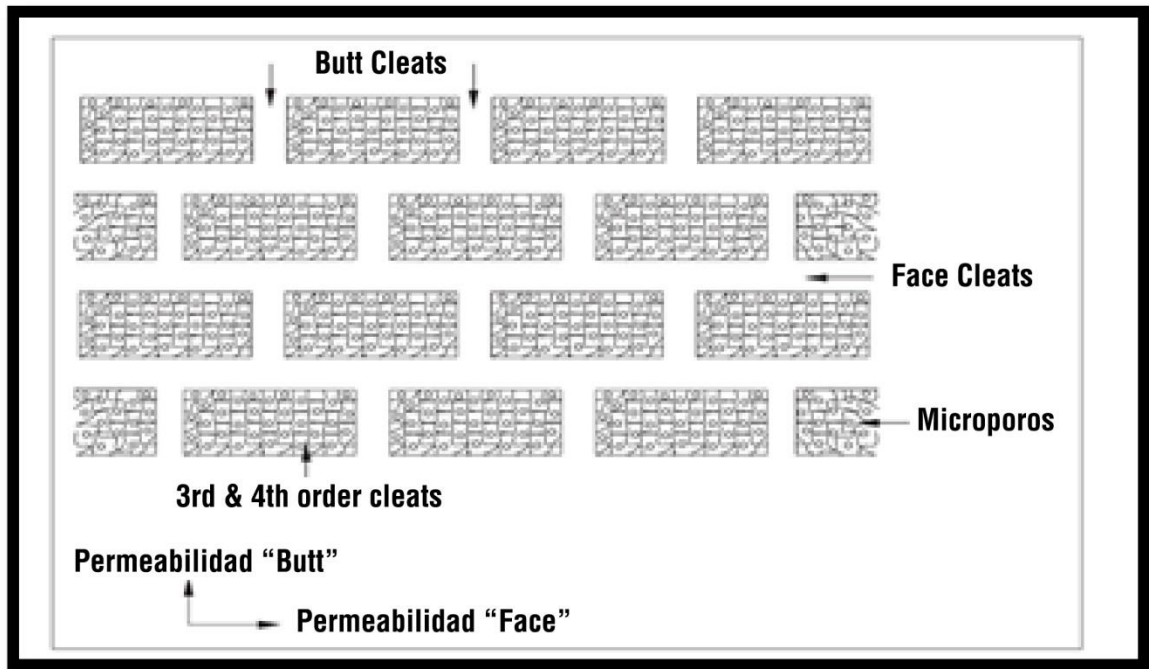 Butt Cleats
Face Cleats
Microporos
3rd & 4th order cleats
Permeabilidad “Butt”
Permeabilidad “Face”